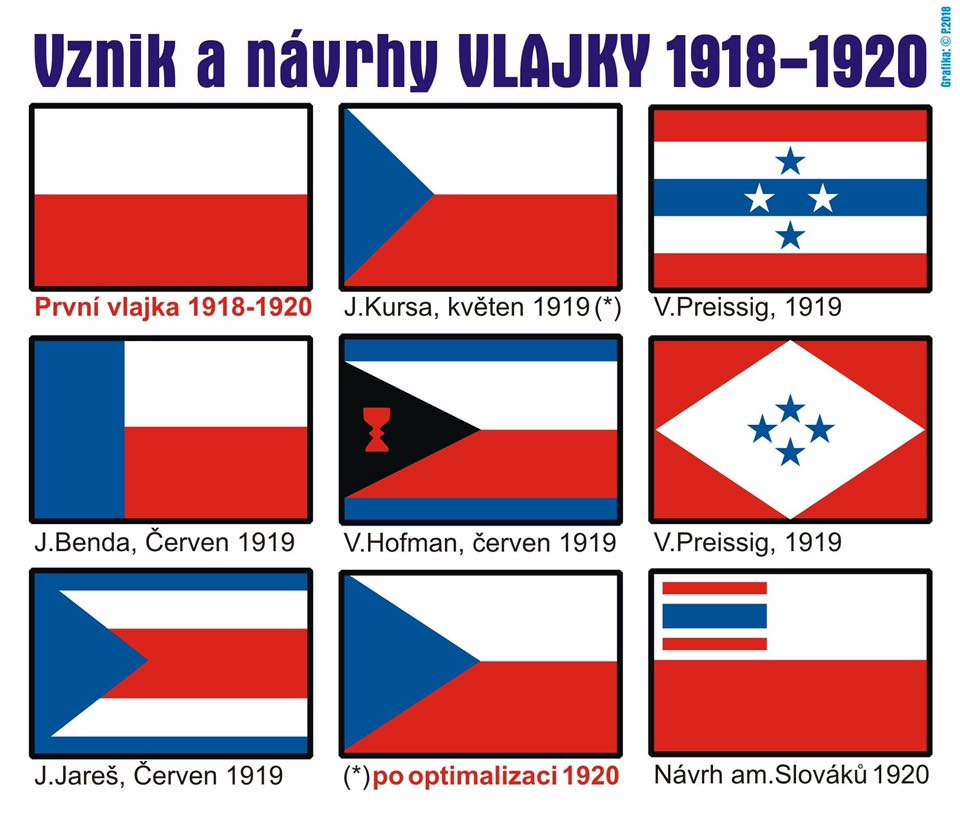 Vznik a návrhy VLAJKY 1918–1920
Grafika: © P.2018
První vlajka 1918-1920
J.Kursa, květen 1919 (*)
V.Preissig, 1919
J.Benda, Červen 1919
V.Hofman, červen 1919
V.Preissig, 1919
J.Jareš, Červen 1919
(*) po optimalizaci 1920
Návrh am.Slováků 1920